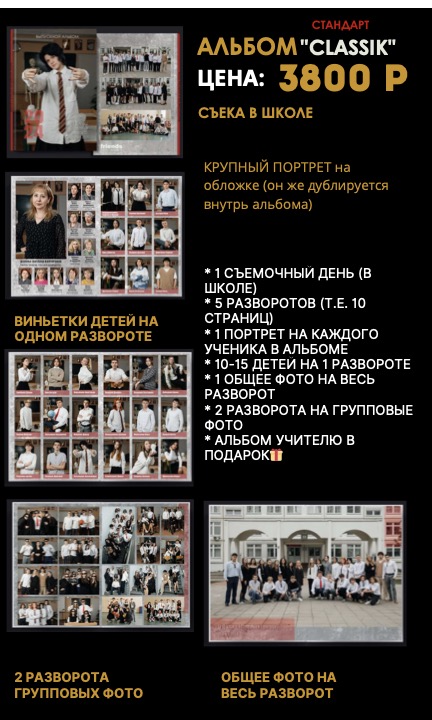 СТАНДАРТ
АЛЬБОМ "CLASSIK"
ЦЕНА: 3800 Р
СЪЕКА В ШКОЛЕ
КРУПНЫЙ ПОРТРЕТ на
обложке (он же дублируется
внутрь альбома)
* 1 СЪЕМОЧНЫЙ ДЕНЬ (В
ШКОЛЕ)
* 5 РАЗВОРОТОВ (Т.Е. 10
СТРАНИЦ)
* 1 ПОРТРЕТ НА КАЖДОГО
УЧЕНИКА В АЛЬБОМЕ
* 10-15 ДЕТЕЙ НА 1 РАЗВОРОТЕ
* 1 ОБЩЕЕ ФОТО НА ВЕСЬ
РАЗВОРОТ
* 2 РАЗВОРОТА НА ГРУППОВЫЕ
ФОТО
* АЛЬБОМ УЧИТЕЛЮ В
ПОДАРОК🎁
ВИНЬЕТКИ ДЕТЕЙ НА
ОДНОМ РАЗВОРОТЕ
2 РАЗВОРОТА
ГРУППОВЫХ ФОТО
ОБЩЕЕ ФОТО НА
ВЕСЬ РАЗВОРОТ